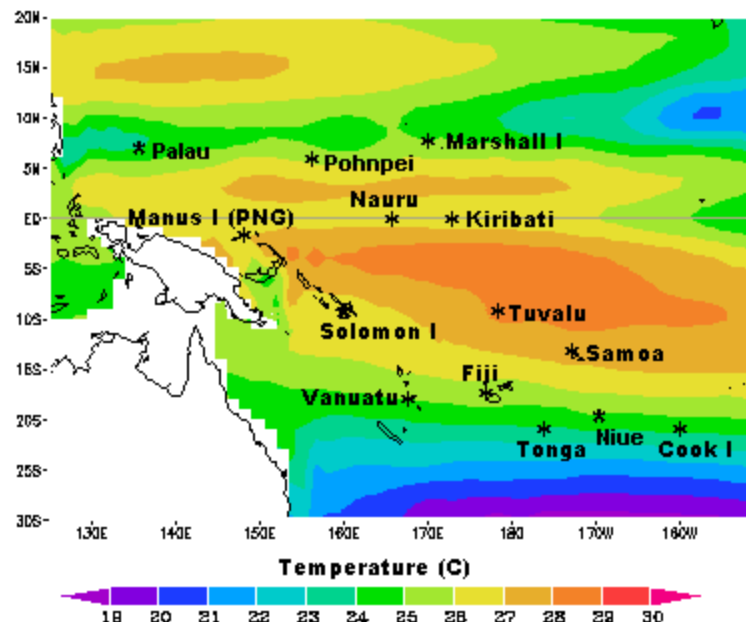 20N
15N
10N
Marshall I
Palau
Pohnpei
5N
Nauru
EQ
Manus I (PNG)
Kiribati
5S
Tuvalu
10S
Solomon I
Samoa
15S
Fiji
Vanuatu
20S
Tonga
Niue
Cook I
25S
30S
130E 140E 150E 160E 170E 180 170W 160W
Temperature (C)
19 20 21 22 23 24 25 26 27 28 29 30